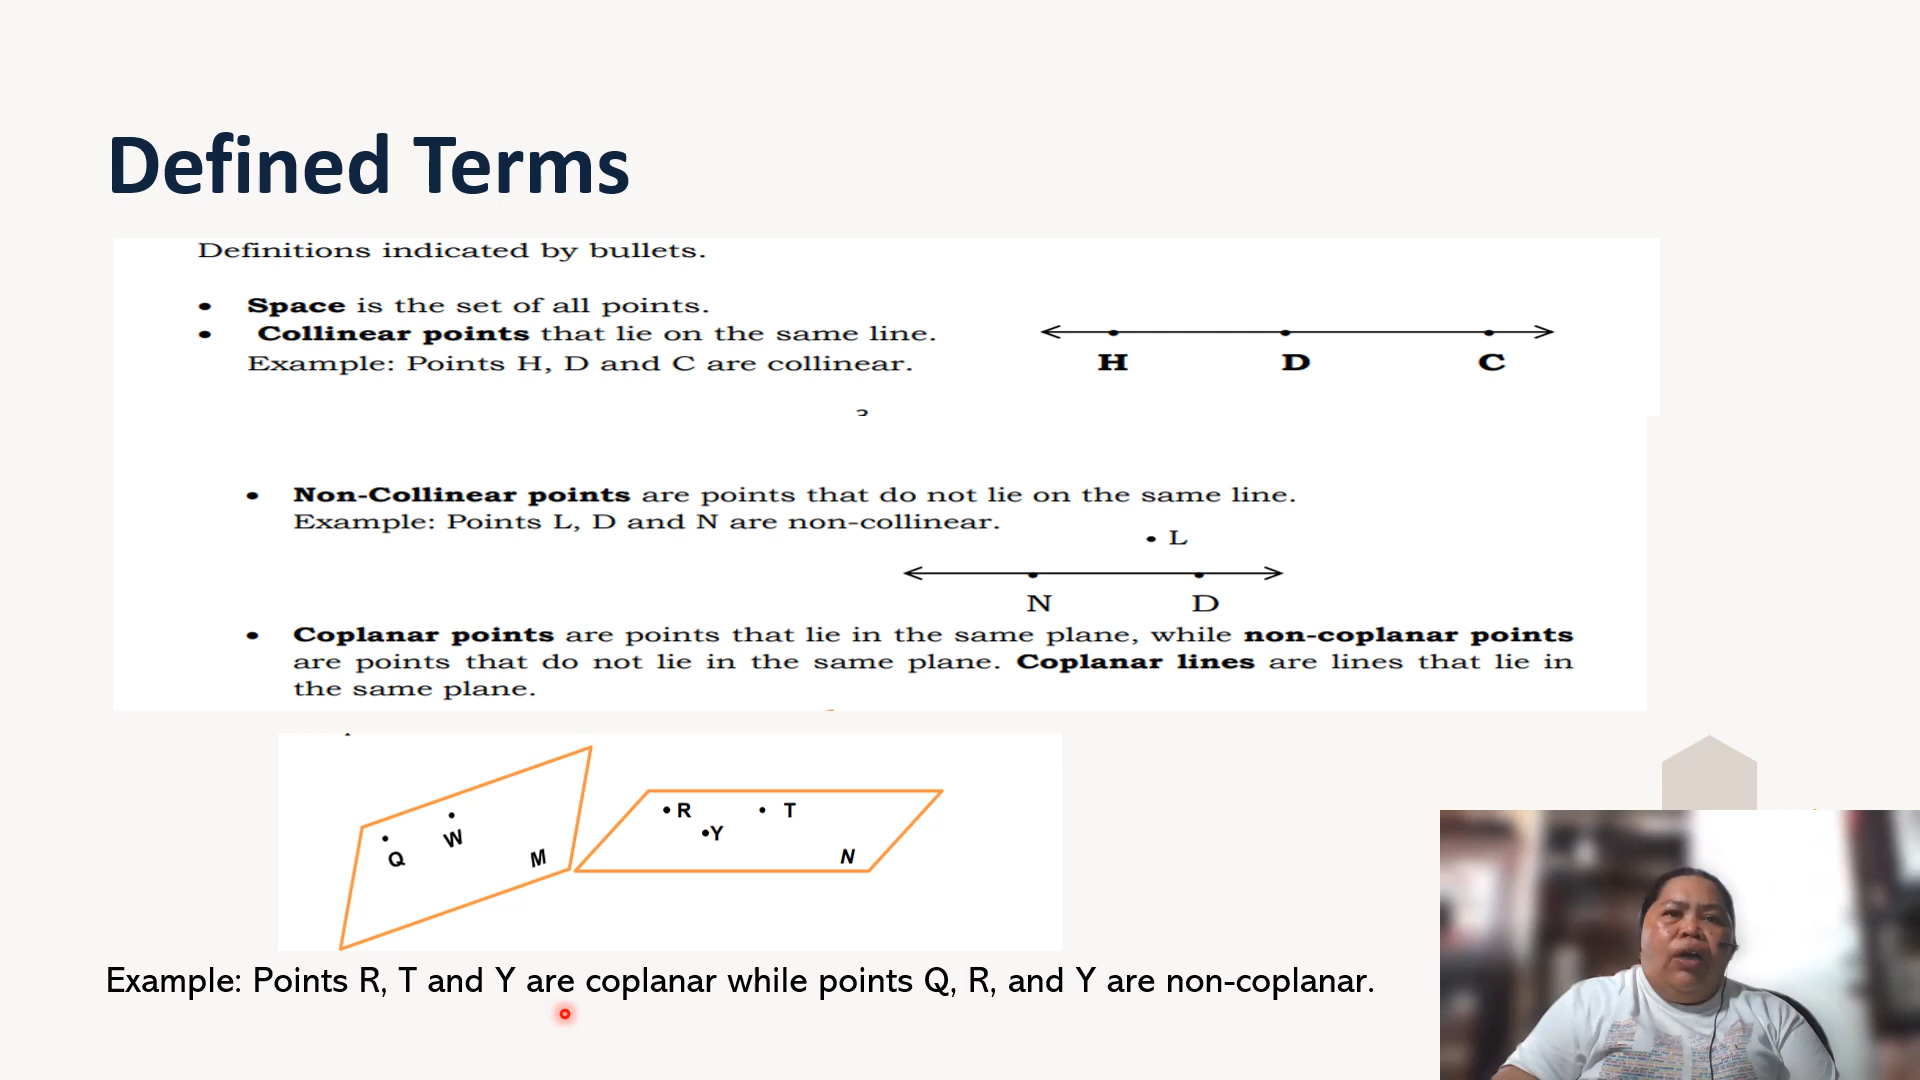 Defined Terms
Definitions indicated by bullets.
• Space is the set of all points.
• Collinear points that lie on the same line.
Example: Points H, D and C are collinear.
H D C
• Non-Collinear points are points that do not lie on the same line.
Example: Points L, D and N are non-collinear.
• L
N D
• Coplanar points are points that lie in the same plane, while non-coplanar points
are points that do not lie in the same plane. Coplanar lines are lines that lie in
the same plane.
Q W M
R T
Y
N
Example: Points R, T and Y are coplanar while points Q, R, and Y are non-coplanar.